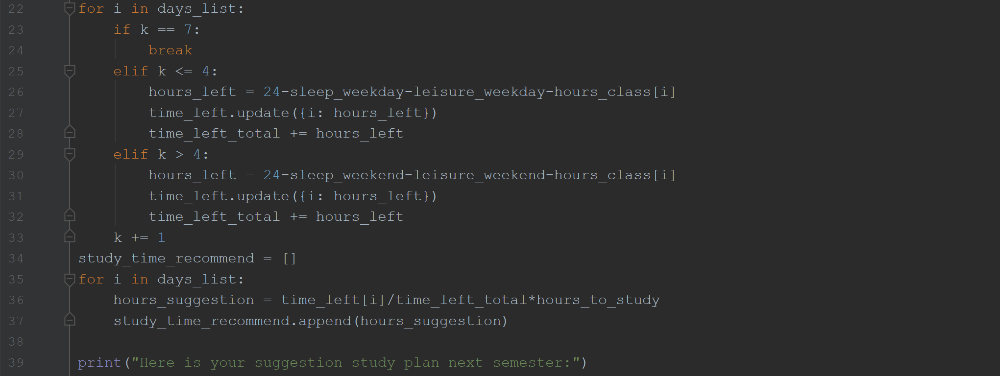 22 for i in days_list:
23     if k == 7:
24         break
25     elif k <= 4:
26         hours_left = 24-sleep_weekday-leisure_weekday-hours_class[i]
27         time_left.update({i: hours_left})
28         time_left_total += hours_left
29     elif k > 4:
30         hours_left = 24-sleep_weekend-leisure_weekend-hours_class[i]
31         time_left.update({i: hours_left})
32         time_left_total += hours_left
33     k += 1
34 study_time_recommend = []
35 for i in days_list:
36     hours_suggestion = time_left[i]/time_left_total*hours_to_study
37     study_time_recommend.append(hours_suggestion)
38
39 print("Here is your suggestion study plan next semester:")